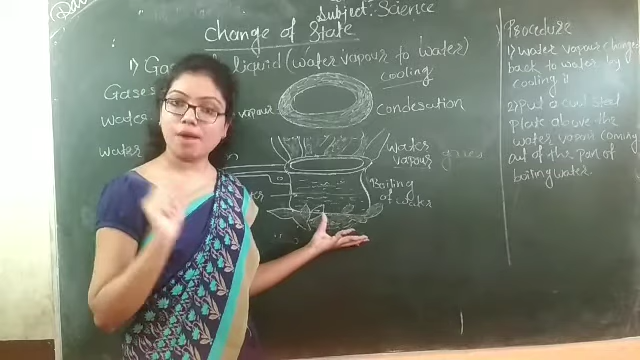 Subject: Science
Change of State
1) Gas liquid (Water vapour to water)
cooling
Gases
Condesation
vapour
Water
Water
Water
vapour
gases
Boiling
of water
Procedure
1) Water vapour change
back to water by
cooling it
2) Put a cool steel
plate above the
water vapour coming
out of the pan of
boiling water.